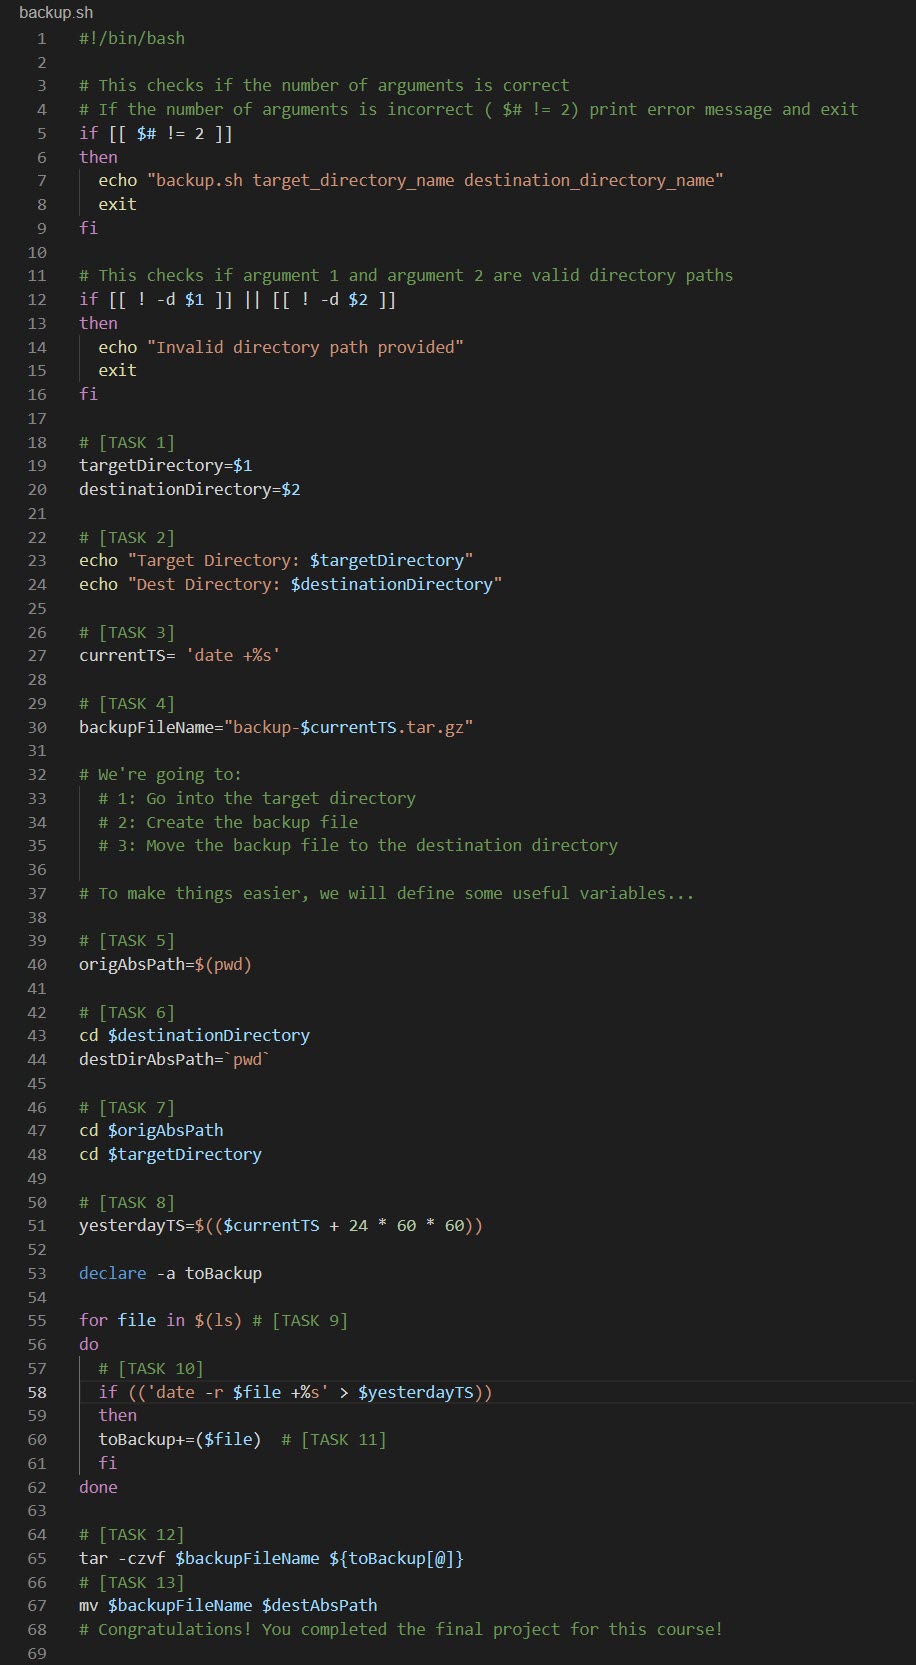 backup.sh
1 #!/bin/bash
2
3 # This checks if the number of arguments is correct
4 # If the number of arguments is incorrect ( $# != 2) print error message and exit
5 if [[ $# != 2 ]]
6 then
7 echo "backup.sh target_directory_name destination_directory_name"
8 exit
9 fi
10
11 # This checks if argument 1 and argument 2 are valid directory paths
12 if [[ ! -d $1 ]] || [[ ! -d $2 ]]
13 then
14 echo "Invalid directory path provided"
15 exit
16 fi
17
18 # [TASK 1]
19 targetDirectory=$1
20 destinationDirectory=$2
21
22 # [TASK 2]
23 echo "Target Directory: $targetDirectory"
24 echo "Dest Directory: $destinationDirectory"
25
26 # [TASK 3]
27 currentTS= 'date +%s'
28
29 # [TASK 4]
30 backupFileName="backup-$currentTS.tar.gz"
31
32 # We're going to:
33 # 1: Go into the target directory
34 # 2: Create the backup file
35 # 3: Move the backup file to the destination directory
36
37 # To make things easier, we will define some useful variables...
38
39 # [TASK 5]
40 origAbsPath=$(pwd)
41
42 # [TASK 6]
43 cd $destinationDirectory
44 destDirAbsPath=`pwd`
45
46 # [TASK 7]
47 cd $origAbsPath
48 cd $targetDirectory
49
50 # [TASK 8]
51 yesterdayTS=$(($currentTS + 24 * 60 * 60))
52
53 declare -a toBackup
54
55 for file in $(ls) # [TASK 9]
56 do
57 # [TASK 10]
58 if (('date -r $file +%s' > $yesterdayTS))
59 then
60 toBackup+=($file) # [TASK 11]
61 fi
62 done
63
64 # [TASK 12]
65 tar -czvf $backupFileName ${toBackup[@]}
66 # [TASK 13]
67 mv $backupFileName $destAbsPath
68 # Congratulations! You completed the final project for this course!
69